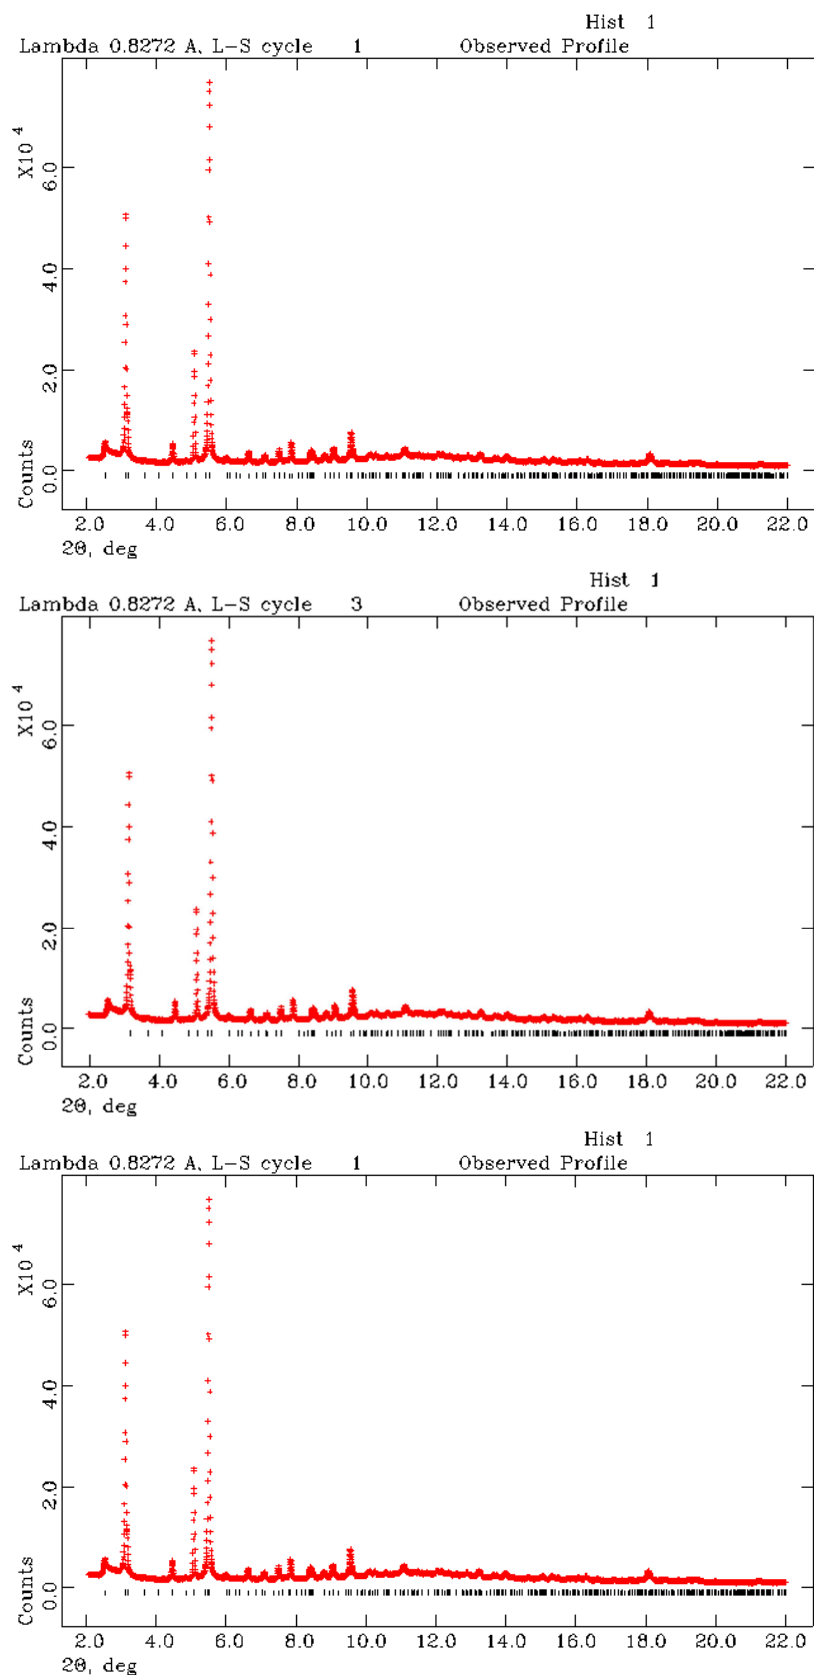 Hist 1
Lambda 0.8272 A, L-S cycle 1 Observed Profile
X10 4
Counts
0.0 2.0 4.0 6.0
2.0 4.0 6.0 8.0 10.0 12.0 14.0 16.0 18.0 20.0 22.0
2θ, deg
Hist 1
Lambda 0.8272 A, L-S cycle 3 Observed Profile
X10 4
Counts
0.0 2.0 4.0 6.0
2.0 4.0 6.0 8.0 10.0 12.0 14.0 16.0 18.0 20.0 22.0
2θ, deg
Hist 1
Lambda 0.8272 A, L-S cycle 1 Observed Profile
X10 4
Counts
0.0 2.0 4.0 6.0
2.0 4.0 6.0 8.0 10.0 12.0 14.0 16.0 18.0 20.0 22.0
2θ, deg